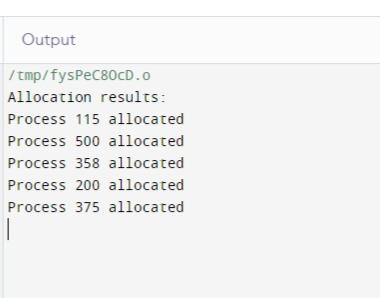 Output
/tmp/fysPeC8OcD.o
Allocation results:
Process 115 allocated
Process 500 allocated
Process 358 allocated
Process 200 allocated
Process 375 allocated